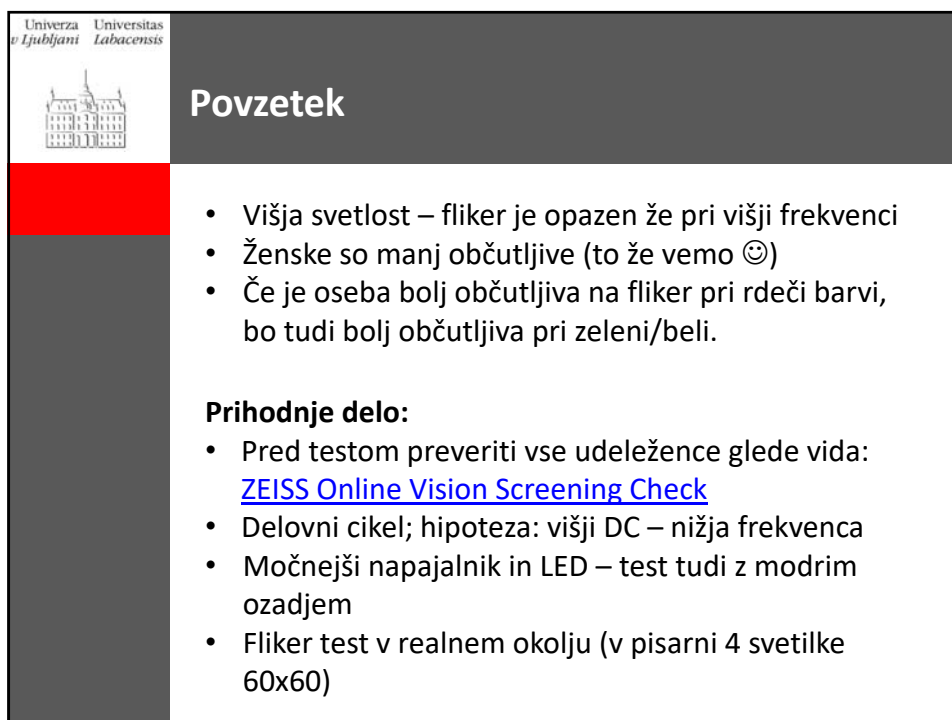 Univerza Universitas
v Ljubljani Labacensis
Povzetek
• Višja svetlost – fliker je opazen že pri višji frekvenci
• Ženske so manj občutljive (to že vemo ☺)
• Če je oseba bolj občutljiva na fliker pri rdeči barvi,
bo tudi bolj občutljiva pri zeleni/beli.
Prihodnje delo:
• Pred testom preveriti vse udeležence glede vida:
ZEISS Online Vision Screening Check
• Delovni cikel; hipoteza: višji DC – nižja frekvenca
• Močnejši napajalnik in LED – test tudi z modrim
ozadjem
• Fliker test v realnem okolju (v pisarni 4 svetilke
60x60)